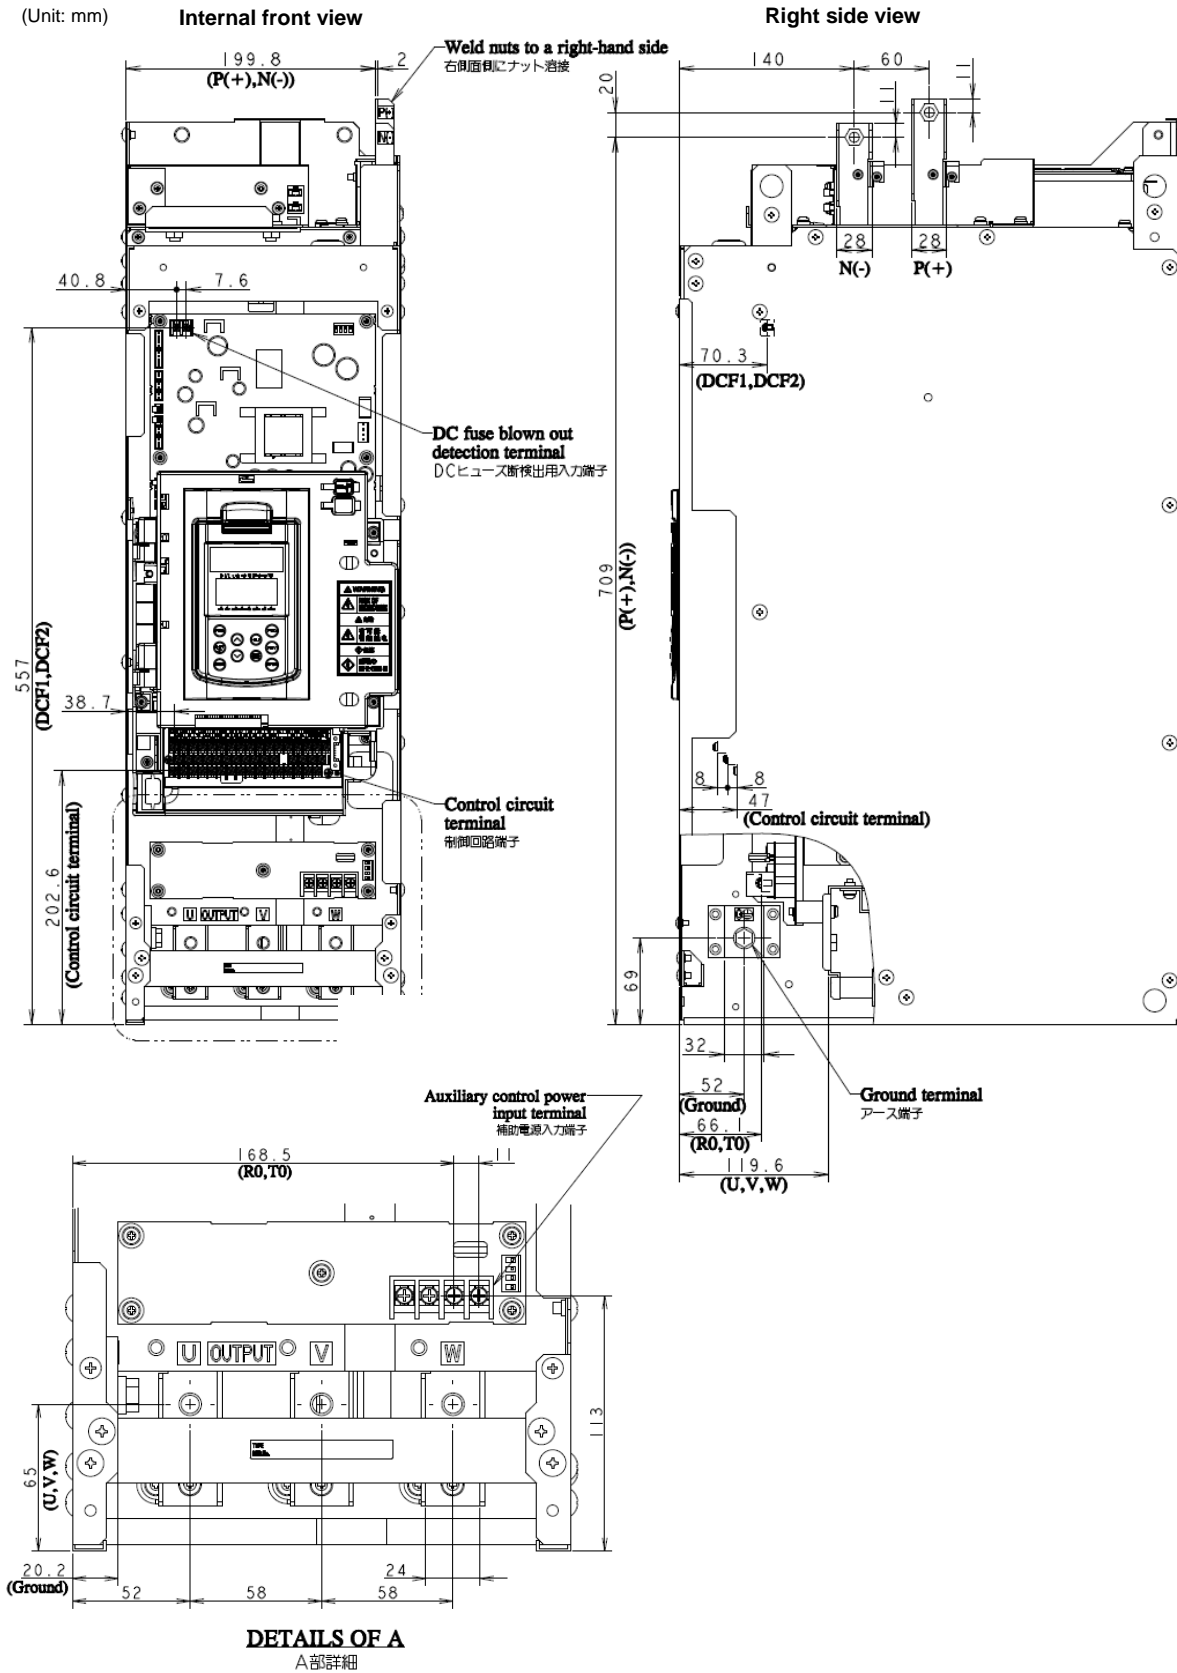 (Unit: mm)
Internal front view
Right side view
199.8
(P(+),N(-))
2
Weld nuts to a right-hand side
右側面側にナット溶接
P(+)
N(-)
140
60
11
20
11
28
N(-)
28
P(+)
40.8
7.6
70.3
(DCF1,DCF2)
DC fuse blown out
detection terminal
DCヒューズ断検出用入力端子
557
(DCF1,DCF2)
709
(P(+),N(-))
WARNING
38.7
202.6
(Control circuit terminal)
Control circuit
terminal
制御回路端子
8
8
47
(Control circuit terminal)
U
OUTPUT
V
W
69
32
52
(Ground)
66.1
(R0,T0)
119.6
(U,V,W)
Ground terminal
アース端子
Auxiliary control power
input terminal
補助電源入力端子
168.5
(R0,T0)
11
U
OUTPUT
V
W
TYPE
113
65
(U,V,W)
20.2
(Ground)
24
52
58
58
DETAILS OF A
A部詳細